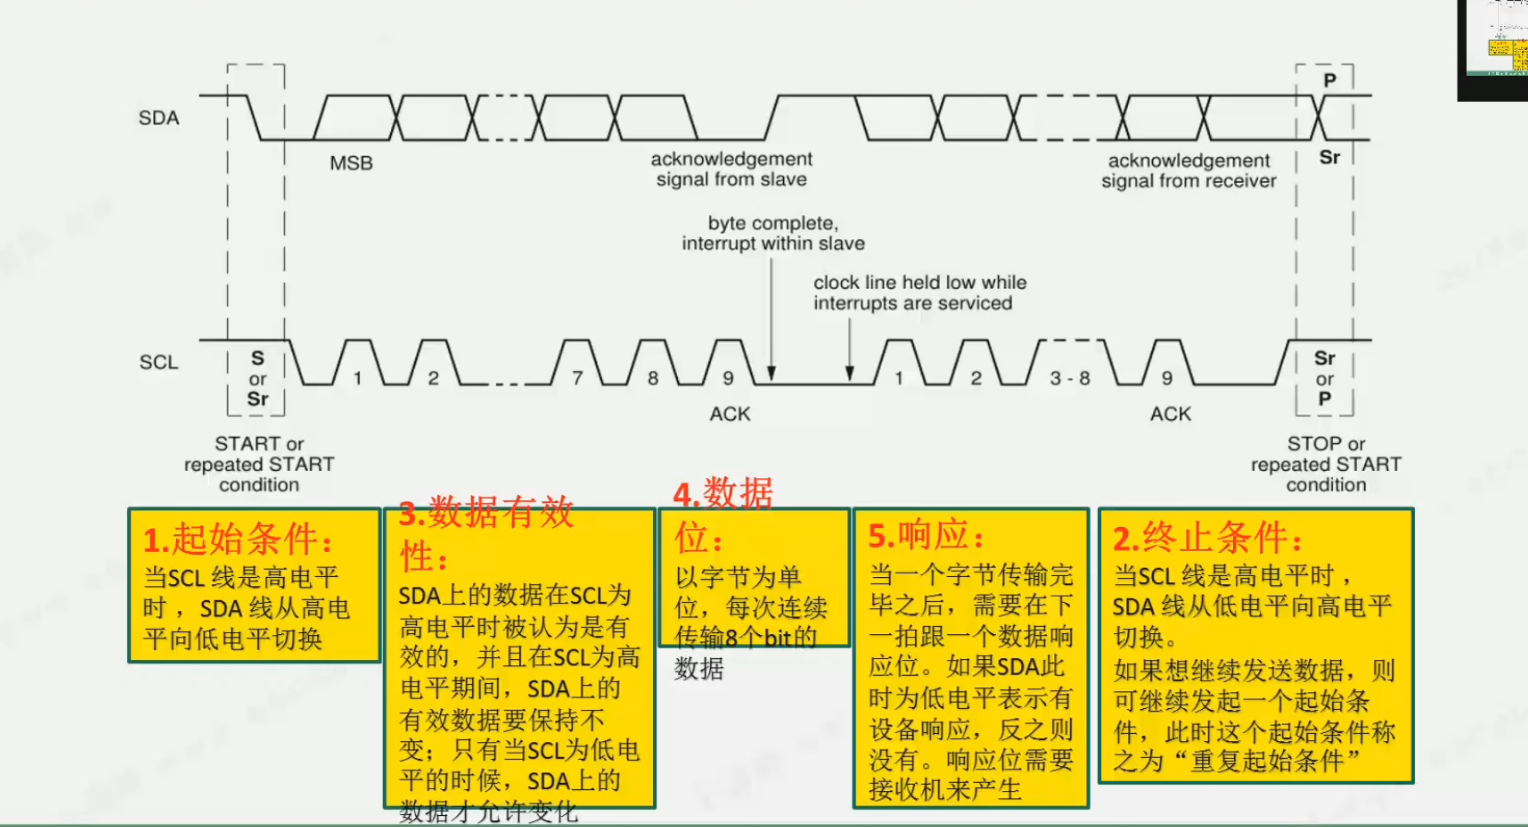 P
SDA
MSB
acknowledgement
signal from slave
acknowledgement
signal from receiver
Sr
byte complete,
interrupt within slave
clock line held low while
interrupts are serviced
SCL
S
or
Sr
1
2
7
8
9
1
2
3 - 8
9
Sr
or
P
ACK
ACK
START or
repeated START
condition
STOP or
repeated START
condition
1.起始条件：
当SCL 线是高电平
时 ，SDA 线从高电
平向低电平切换
3.数据有效
性：
SDA上的数据在SCL为
高电平时被认为是有
效的，并且在SCL为高
电平期间，SDA上的
有效数据要保持不
变；只有当SCL为低电
平的时候，SDA上的
数据才允许变化
4.数据
位：
以字节为单
位，每次连续
传输8个bit的
数据
5.响应：
当一个字节传输完
毕之后，需要在下
一拍跟一个数据响
应位。如果SDA此
时为低电平表示有
设备响应，反之则
没有。响应位需要
接收机来产生
2.终止条件：
当SCL 线是高电平时 ，
SDA 线从低电平向高电平
切换。
如果想继续发送数据，则
可继续发起一个起始条
件，此时这个起始条件称
之为“重复起始条件”